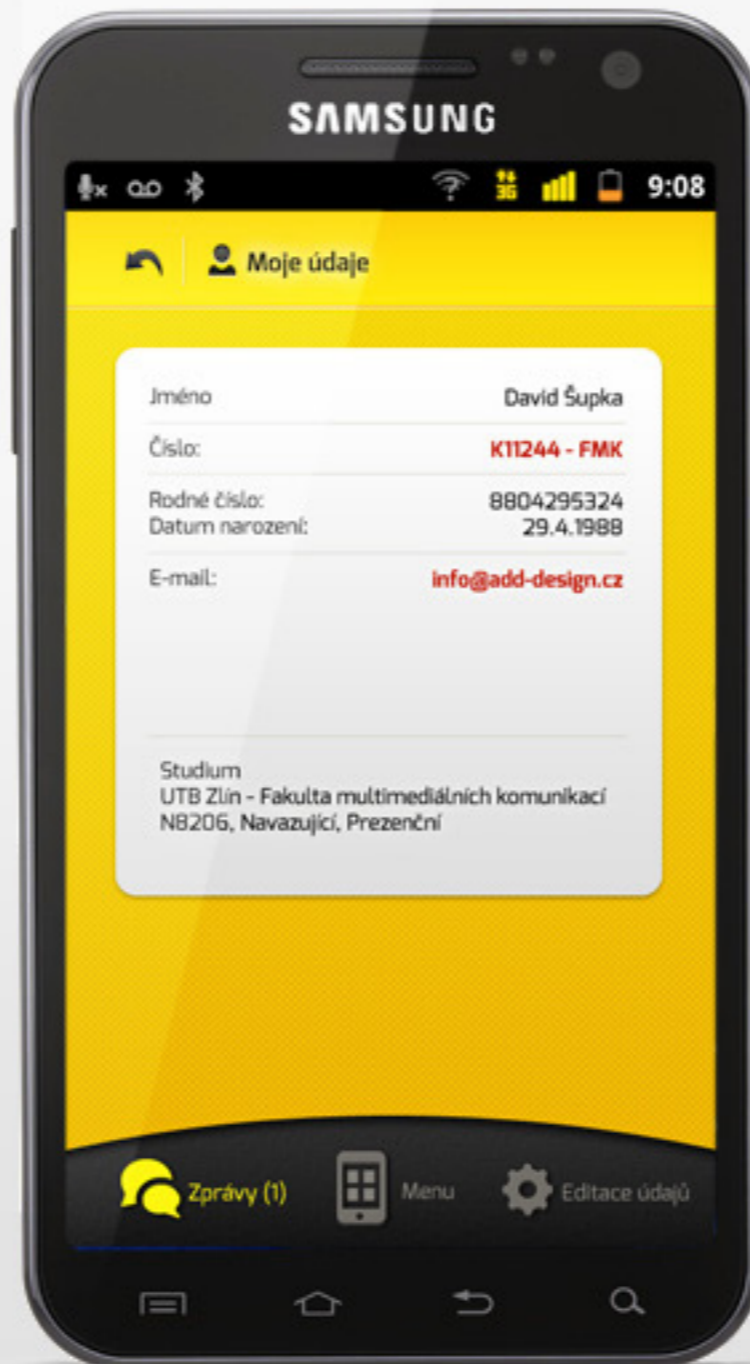 SAMSUNG
3G 9:08
Moje údaje
Jméno David Šupka
Číslo: K11244 - FMK
Rodné číslo: 8804295324
Datum narození: 29.4.1988
E-mail: info@add-design.cz
Studium
UTB Zlín - Fakulta multimediálních komunikací
N8206, Navazující, Prezenční
Zprávy (1) Menu Editace údajů